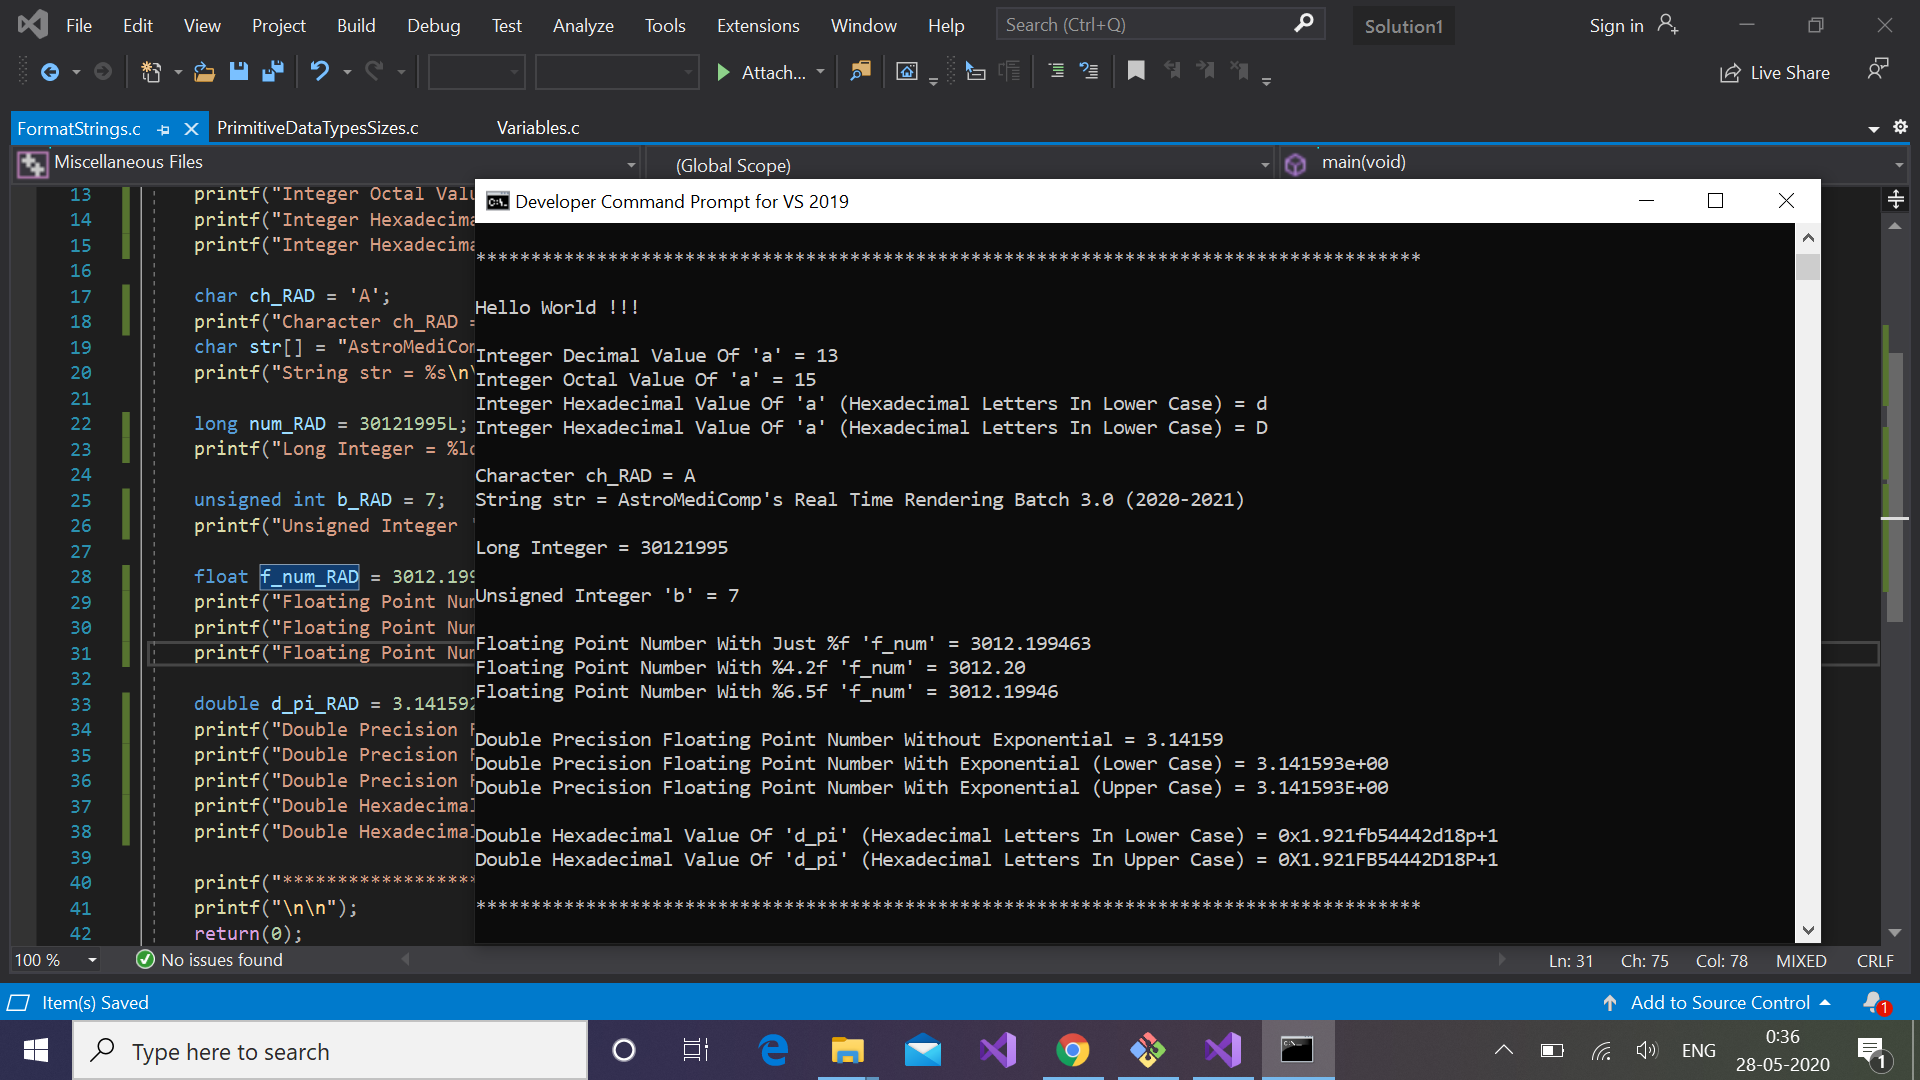 File Edit View Project Build Debug Test Analyze Tools Extensions Window Help Search (Ctrl+Q) Solution1 Sign in
Attach... Live Share
FormatStrings.c PrimitiveDataTypesSizes.c Variables.c
Miscellaneous Files (Global Scope) main(void)
13 printf("Integer Octal Valu
14 printf("Integer Hexadecima
15 printf("Integer Hexadecima
16
17 char ch_RAD = 'A';
18 printf("Character ch_RAD =
19 char str[] = "AstroMediCom
20 printf("String str = %s\n\
21
22 long num_RAD = 30121995L;
23 printf("Long Integer = %ld
24
25 unsigned int b_RAD = 7;
26 printf("Unsigned Integer '
27
28 float f_num_RAD = 3012.199
29 printf("Floating Point Num
30 printf("Floating Point Num
31 printf("Floating Point Num
32
33 double d_pi_RAD = 3.141592
34 printf("Double Precision F
35 printf("Double Precision F
36 printf("Double Precision F
37 printf("Double Hexadecimal
38 printf("Double Hexadecimal
39
40 printf("******************
41 printf("\n\n");
42 return(0);
Developer Command Prompt for VS 2019
**************************************************************************************
Hello World !!!
Integer Decimal Value Of 'a' = 13
Integer Octal Value Of 'a' = 15
Integer Hexadecimal Value Of 'a' (Hexadecimal Letters In Lower Case) = d
Integer Hexadecimal Value Of 'a' (Hexadecimal Letters In Lower Case) = D
Character ch_RAD = A
String str = AstroMediComp's Real Time Rendering Batch 3.0 (2020-2021)
Long Integer = 30121995
Unsigned Integer 'b' = 7
Floating Point Number With Just %f 'f_num' = 3012.199463
Floating Point Number With %4.2f 'f_num' = 3012.20
Floating Point Number With %6.5f 'f_num' = 3012.19946
Double Precision Floating Point Number Without Exponential = 3.14159
Double Precision Floating Point Number With Exponential (Lower Case) = 3.141593e+00
Double Precision Floating Point Number With Exponential (Upper Case) = 3.141593E+00
Double Hexadecimal Value Of 'd_pi' (Hexadecimal Letters In Lower Case) = 0x1.921fb54442d18p+1
Double Hexadecimal Value Of 'd_pi' (Hexadecimal Letters In Upper Case) = 0X1.921FB54442D18P+1
**************************************************************************************
100 % No issues found Ln: 31 Ch: 75 Col: 78 MIXED CRLF
Item(s) Saved Add to Source Control 1
Type here to search ENG 0:36
28-05-2020 1